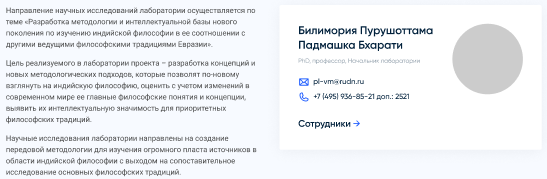 Направление научных исследований лаборатории осуществляется по
теме «Разработка методологии и интеллектуальной базы нового
поколения по изучению индийской философии в ее соотношении с
другими ведущими философскими традициями Евразии».
Цель реализуемого в лаборатории проекта – разработка концепций и
новых методологических подходов, которые позволят по-новому
взглянуть на индийскую философию, оценить с учетом изменений в
современном мире ее главные философские понятия и концепции,
выявить их интеллектуальную значимость для приоритетных
философских традиций.
Научные исследования лаборатории направлены на создание
передовой методологии для изучения огромного пласта источников в
области индийской философии с выходом на сопоставительное
исследование основных философских традиций.
Билимория Пурушоттама
Падмашка Бхарати
PhD, профессор, Начальник лаборатории
pl-vm@rudn.ru
+7 (495) 936-85-21 доп.: 2521
Сотрудники →